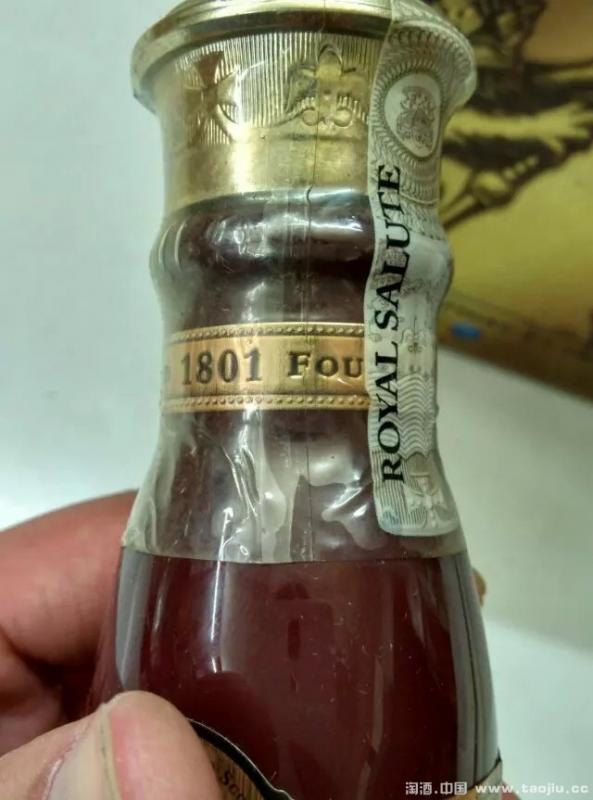 1801 FOU
ROYAL SALUTE
淘酒.中国 www.taojiu.cc